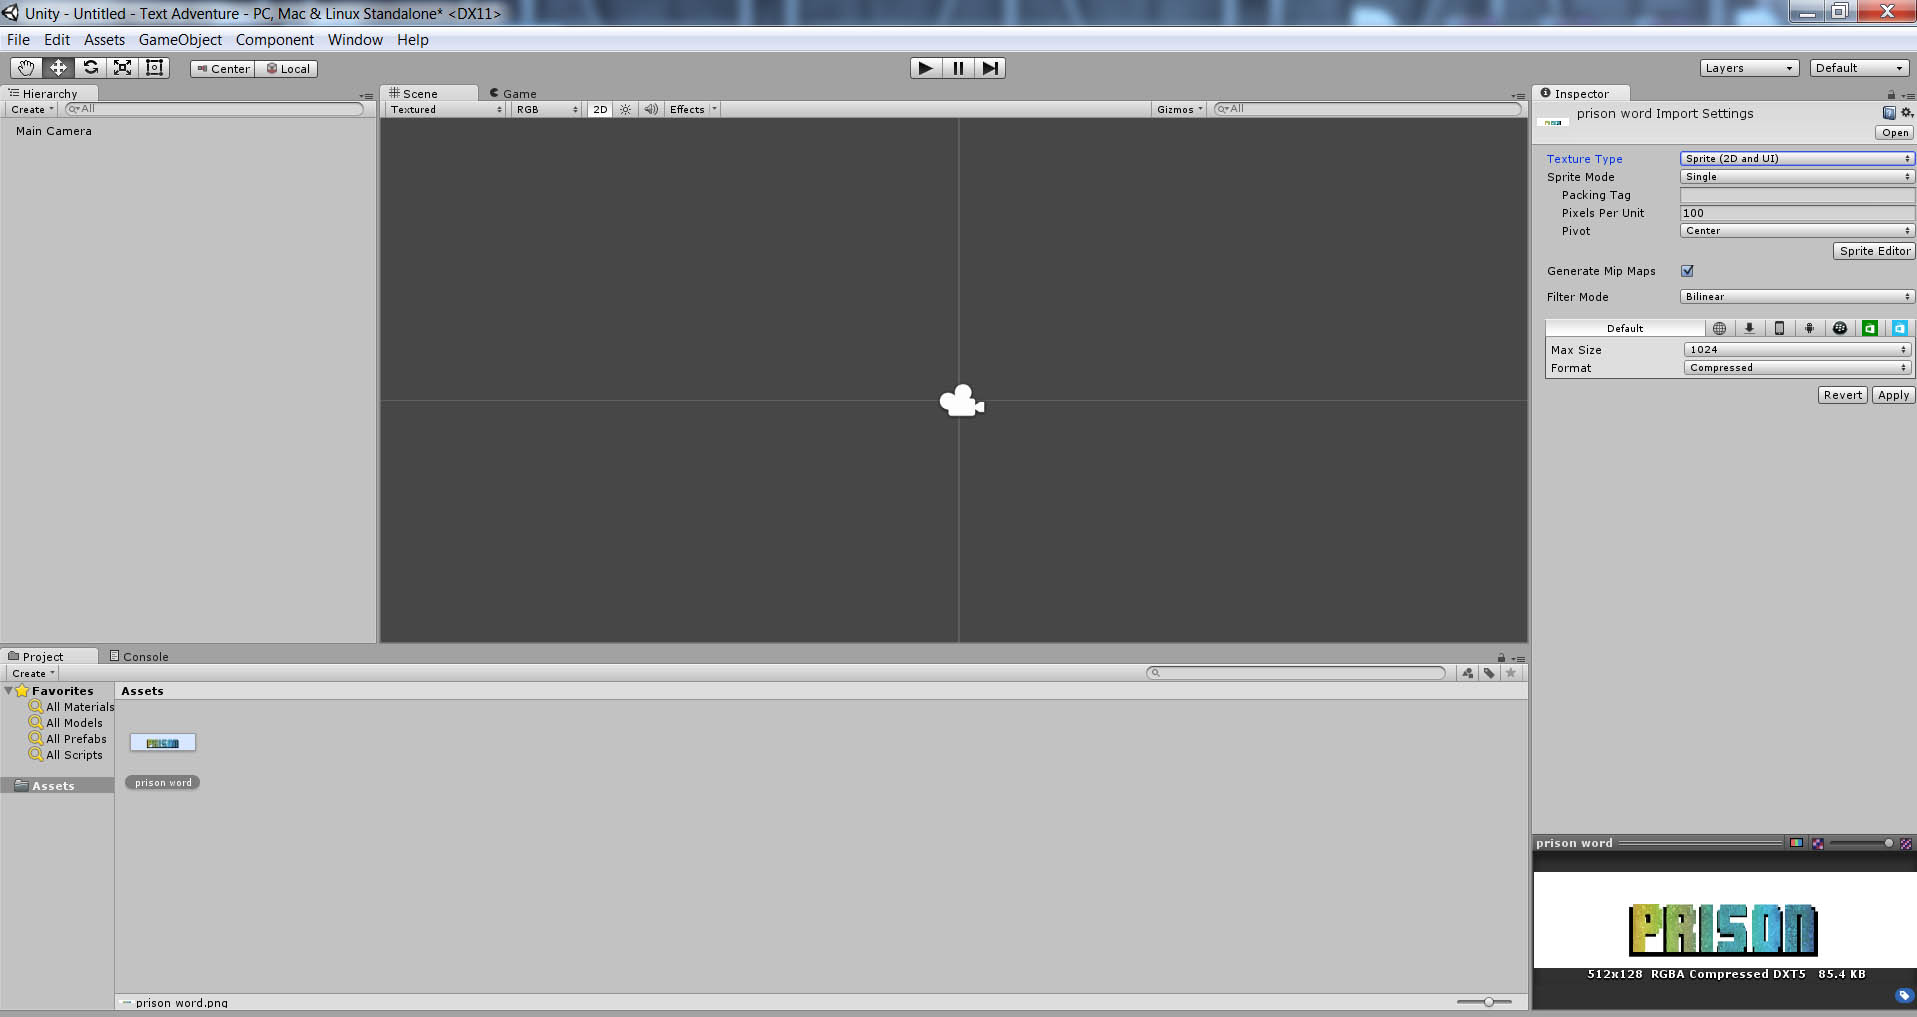 Unity - Untitled - Text Adventure - PC, Mac & Linux Standalone* <DX11>
File Edit Assets GameObject Component Window Help
Center Local Layers Default
Hierarchy
Create All
Main Camera
Scene Game
Textured RGB 2D Effects Gizmos All
Inspector
prison word Import Settings
Open
Texture Type Sprite (2D and UI)
Sprite Mode Single
Packing Tag
Pixels Per Unit 100
Pivot Center
Sprite Editor
Generate Mip Maps
Filter Mode Bilinear
Default
Max Size 1024
Format Compressed
Revert Apply
Project Console
Create
Favorites
All Materials
All Models
All Prefabs
All Scripts
Assets
Assets
PRISON
prison word
prison word.png
prison word
PRISON
512x128 RGBA Compressed DXT5 85.4 KB